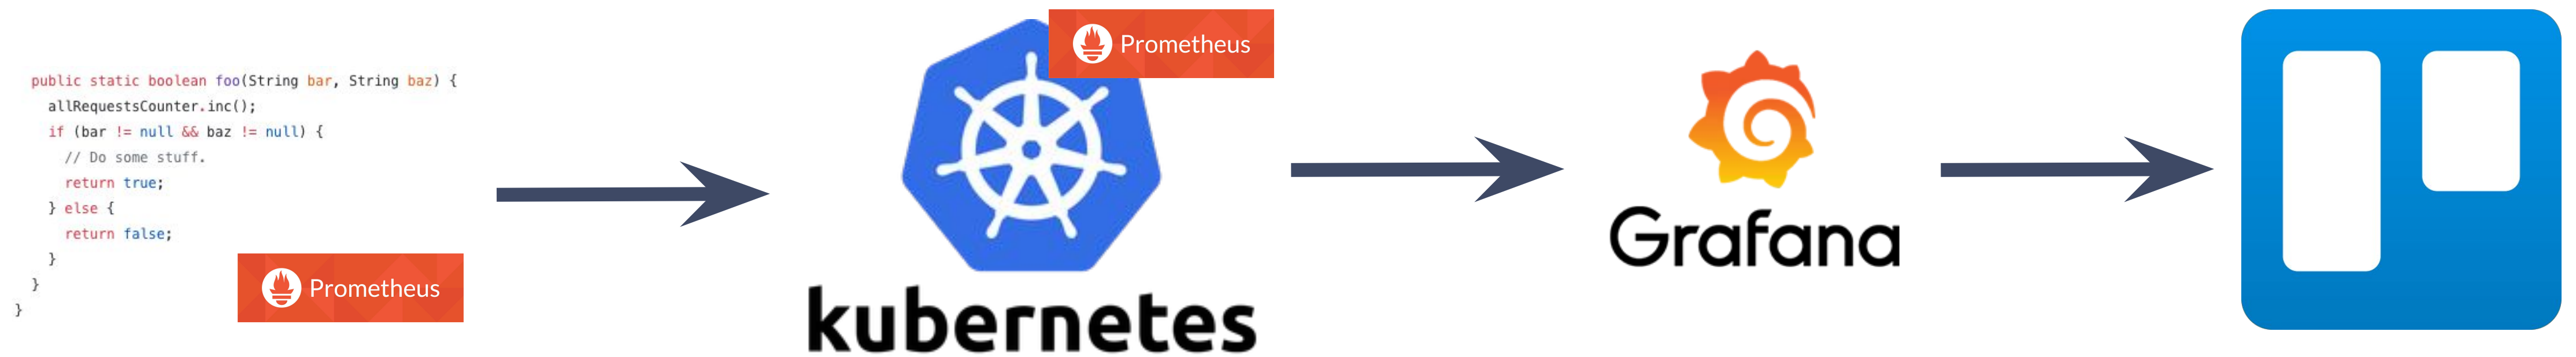 public static boolean foo(String bar, String baz) {
allRequestsCounter.inc();
if (bar != null && baz != null) {
// Do some stuff.
return true;
} else {
return false;
}
}
}
Prometheus
Prometheus
kubernetes
Grafana